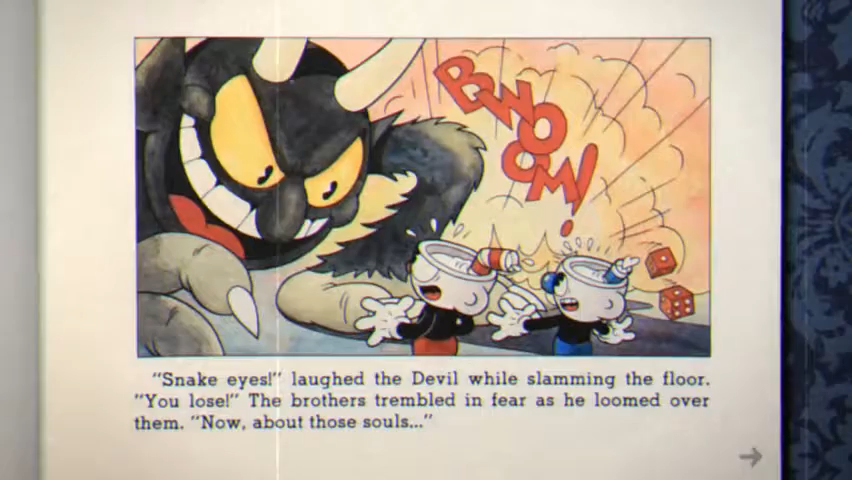 BWOOM!
"Snake eyes!" laughed the Devil while slamming the floor.
"You lose!" The brothers trembled in fear as he loomed over
them. "Now, about those souls..."